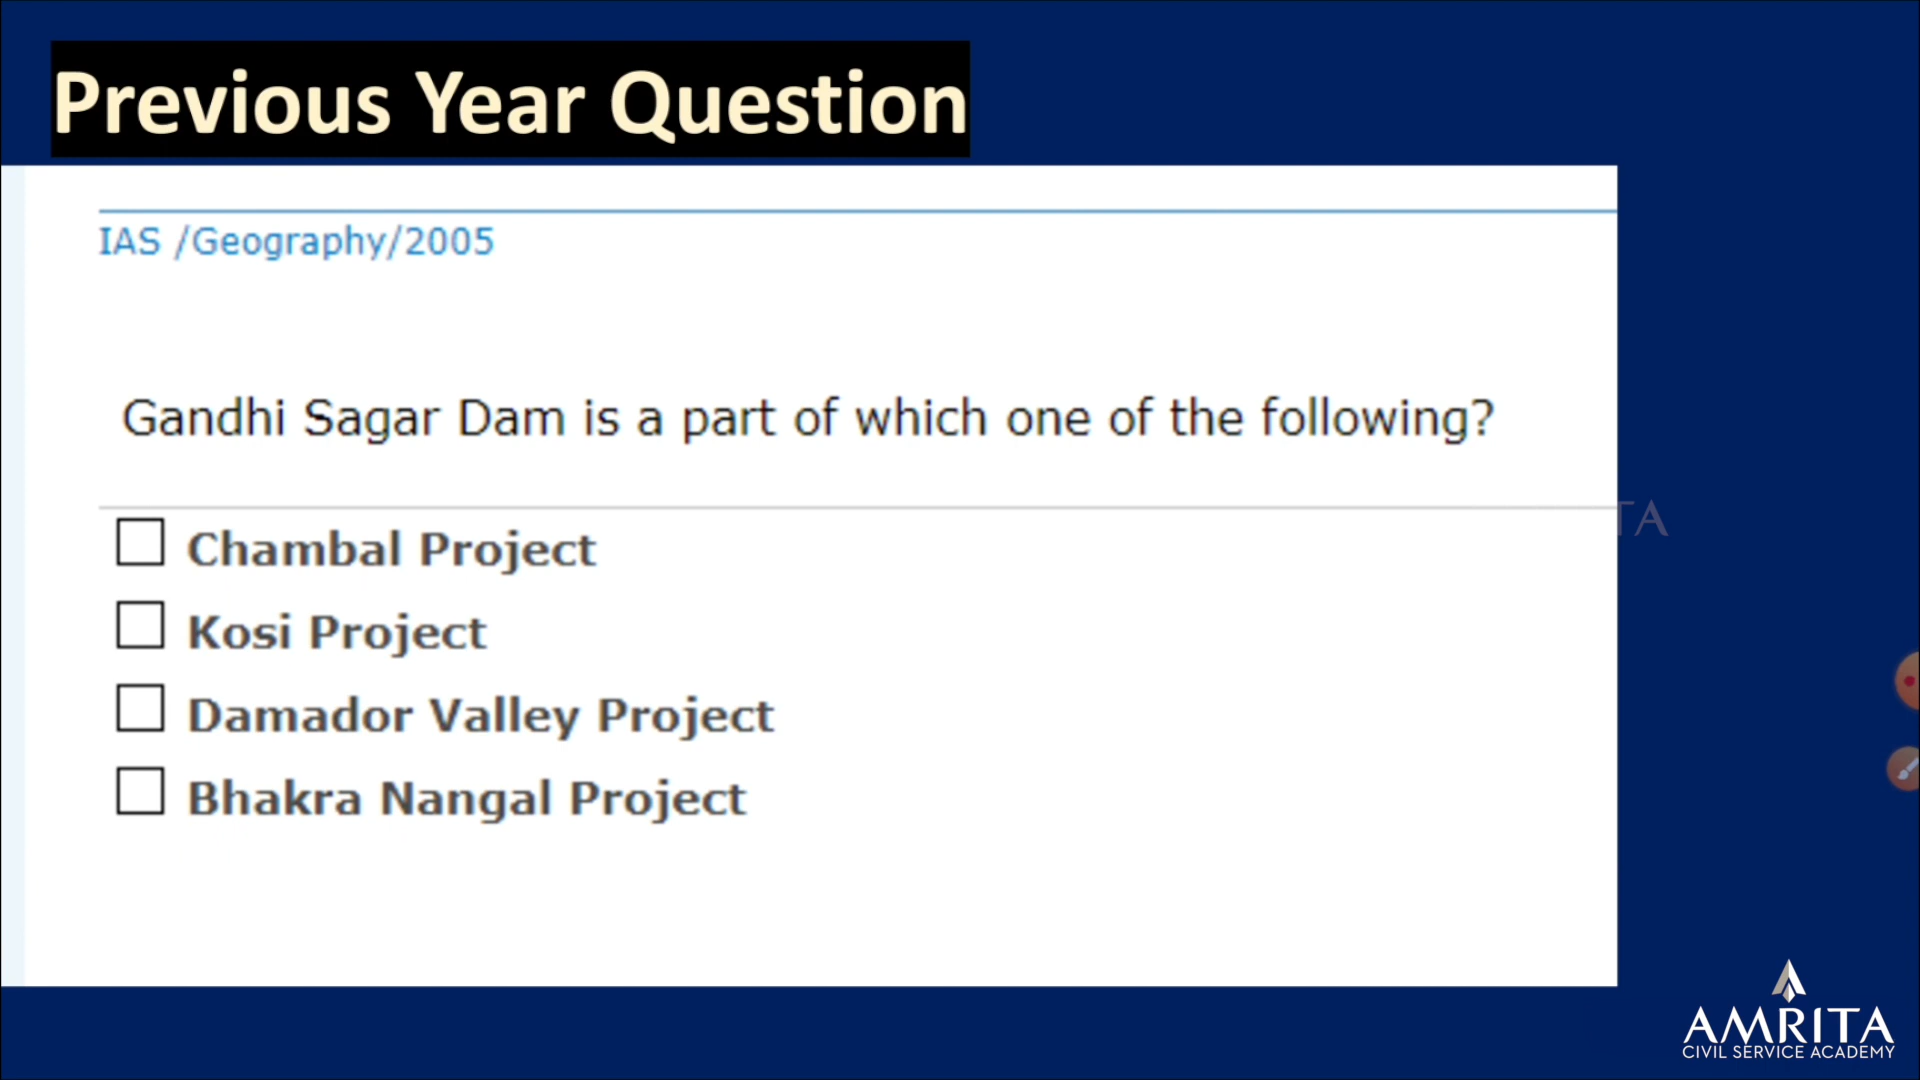 Previous Year Question
IAS /Geography/2005
Gandhi Sagar Dam is a part of which one of the following?
Chambal Project
Kosi Project
Damador Valley Project
Bhakra Nangal Project
TA
AMRITA
CIVIL SERVICE ACADEMY